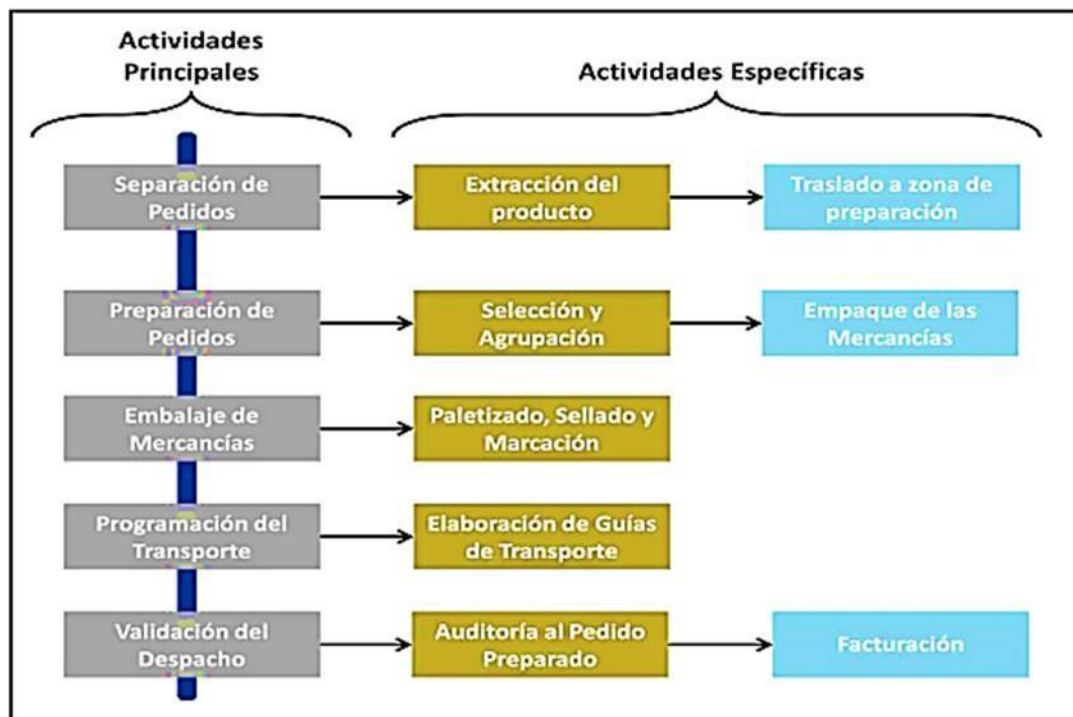 Actividades
Principales
Actividades Específicas
Separación de
Pedidos
Extracción del
producto
Traslado a zona de
preparación
Preparación de
Pedidos
Selección y
Agrupación
Empaque de las
Mercancías
Embalaje de
Mercancías
Paletizado, Sellado y
Marcación
Programación del
Transporte
Elaboración de Guías
de Transporte
Validación del
Despacho
Auditoría al Pedido
Preparado
Facturación